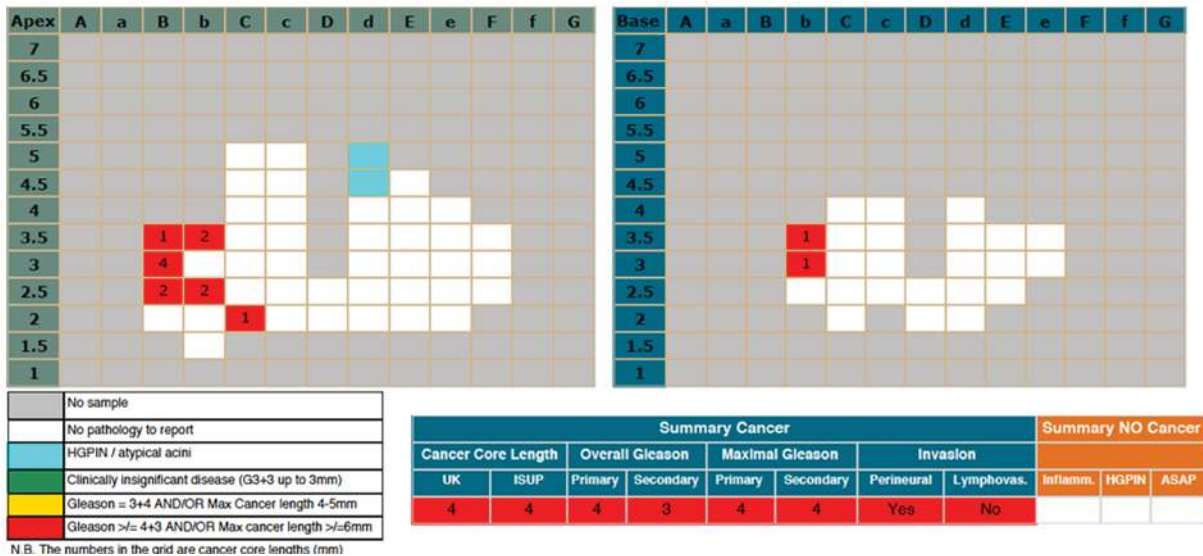 Apex A a B b C c D d E e F f G
7
6.5
6
5.5
5
4.5
4
3.5 1 2
3 4
2.5 2 2
2 1
1.5
1
Base A a B b C c D d E e F f G
7
6.5
6
5.5
5
4.5
4
3.5 1
3 1
2.5
2
1.5
1
No sample
No pathology to report
HGPIN / atypical acini
Clinically insignificant disease (G3+3 up to 3mm)
Gleason = 3+4 AND/OR Max Cancer length 4-5mm
Gleason >/= 4+3 AND/OR Max cancer length >/=6mm
N.B. The numbers in the grid are cancer core lengths (mm)
Summary Cancer Summary NO Cancer
Cancer Core Length Overall Gleason Maximal Gleason Invasion
UK ISUP Primary Secondary Primary Secondary Perineural Lymphovas. Inflamm. HGPIN ASAP
4 4 4 3 4 4 Yes No